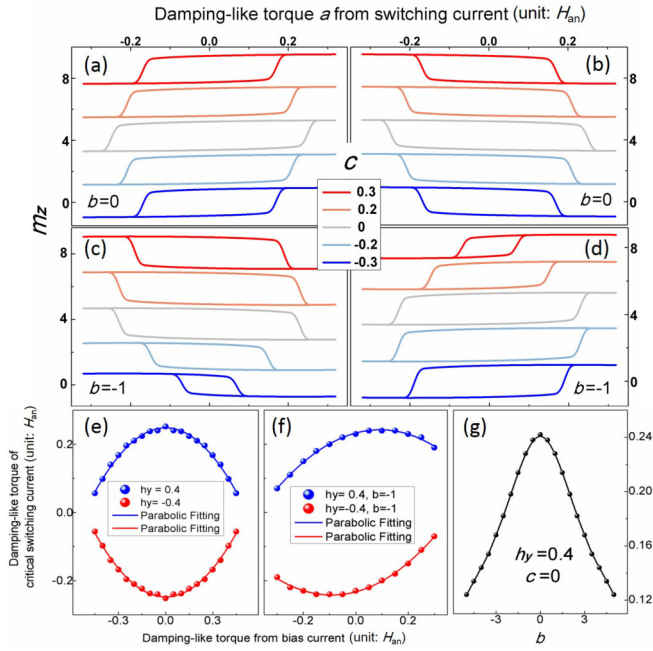 Damping-like torque a from switching current (unit: Han)
-0.2 0.0 0.2 -0.2 0.0 0.2
(a) (b)
8 8
4 4
0 0
b=0 b=0
mz
c
0.3
0.2
0
-0.2
-0.3
(c) (d)
8 8
4 4
0 0
b=-1 b=-1
Damping-like torque of
critical switching current (unit: Han)
(e) (f) (g)
0.2
0.0
-0.2
hy= 0.4
hy= -0.4
Parabolic Fitting
Parabolic Fitting
hy= 0.4, b=-1
hy=-0.4, b=-1
Parabolic Fitting
Parabolic Fitting
hy=0.4
c=0
0.24
0.20
0.16
0.12
-0.3 0.0 0.3 -0.3 0.0 0.3 -3 0 3
Damping-like torque from bias current (unit: Han)
b